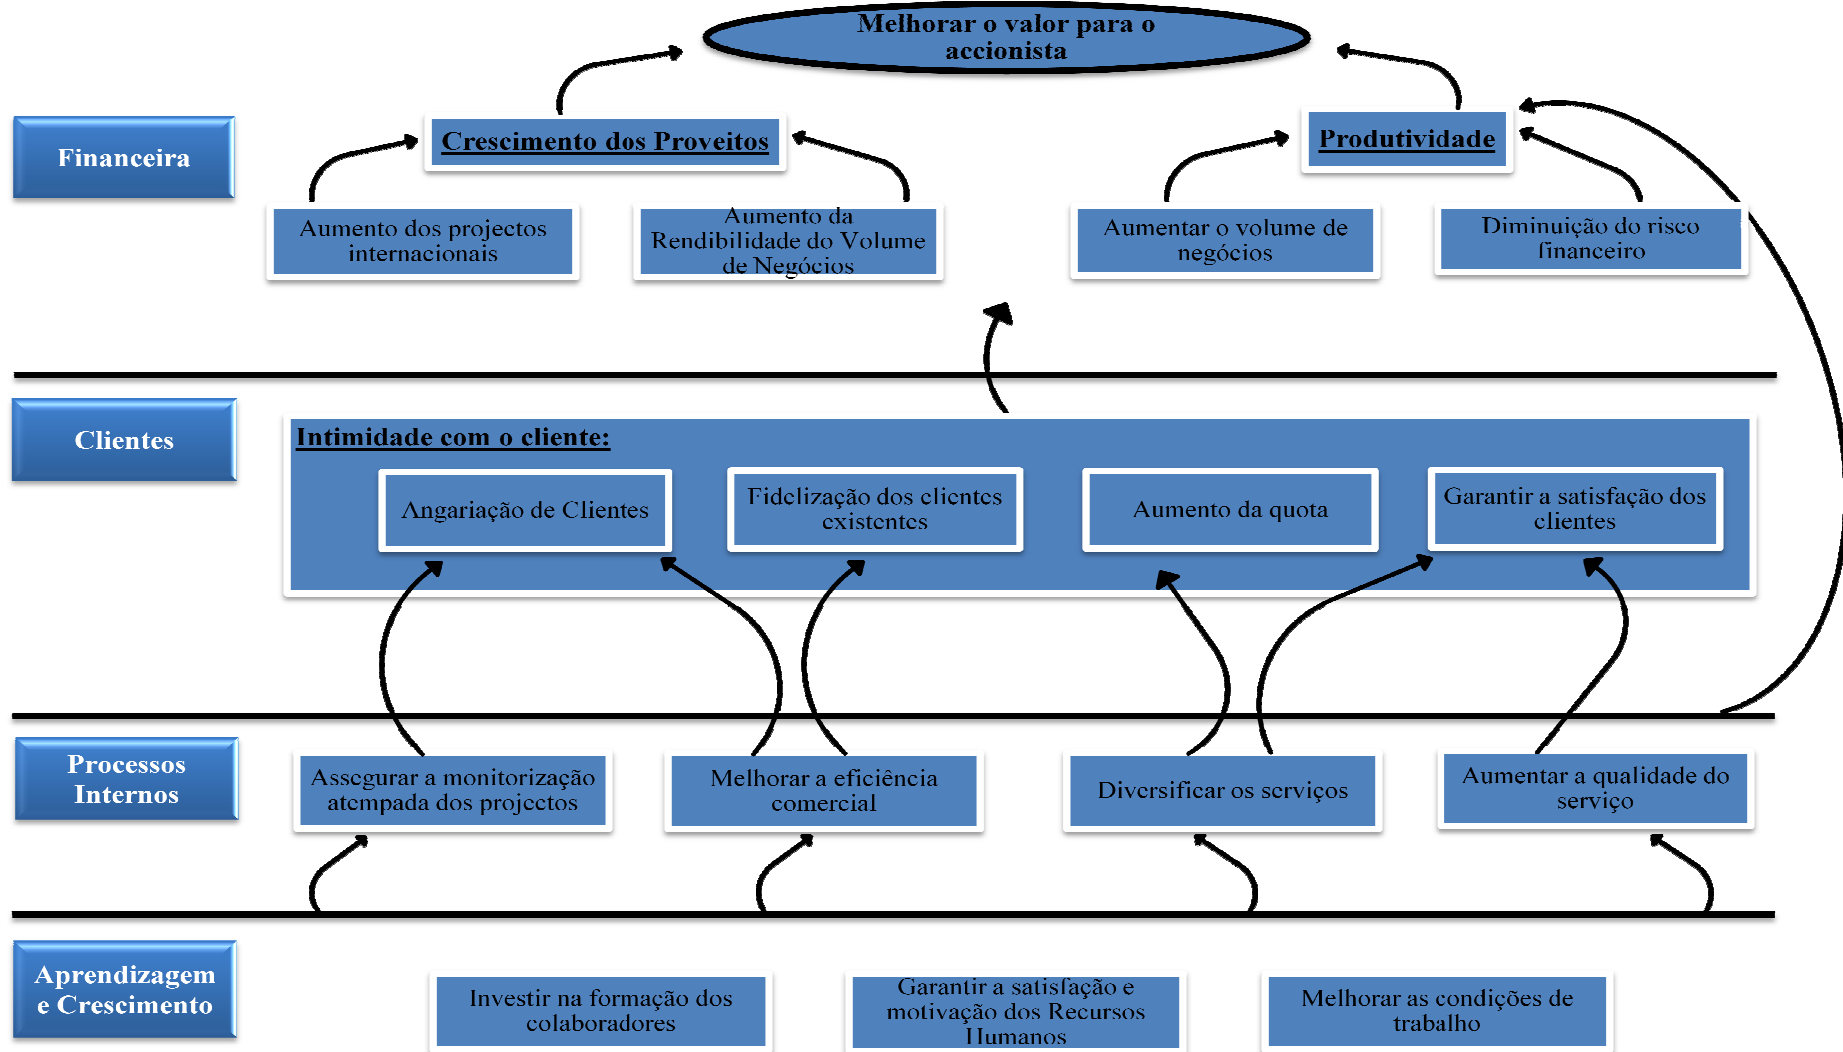 Melhorar o valor para o
accionista
Financeira
Crescimento dos Proveitos
Produtividade
Aumento dos projectos
internacionais
Aumento da
Rendibilidade do Volume
de Negócios
Aumentar o volume de
negócios
Diminuição do risco
financeiro
Clientes
Intimidade com o cliente:
Angariação de Clientes
Fidelização dos clientes
existentes
Aumento da quota
Garantir a satisfação dos
clientes
Processos
Internos
Assegurar a monitorização
atempada dos projectos
Melhorar a eficiência
comercial
Diversificar os serviços
Aumentar a qualidade do
serviço
Aprendizagem
e Crescimento
Investir na formação dos
colaboradores
Garantir a satisfação e
motivação dos Recursos
Humanos
Melhorar as condições de
trabalho